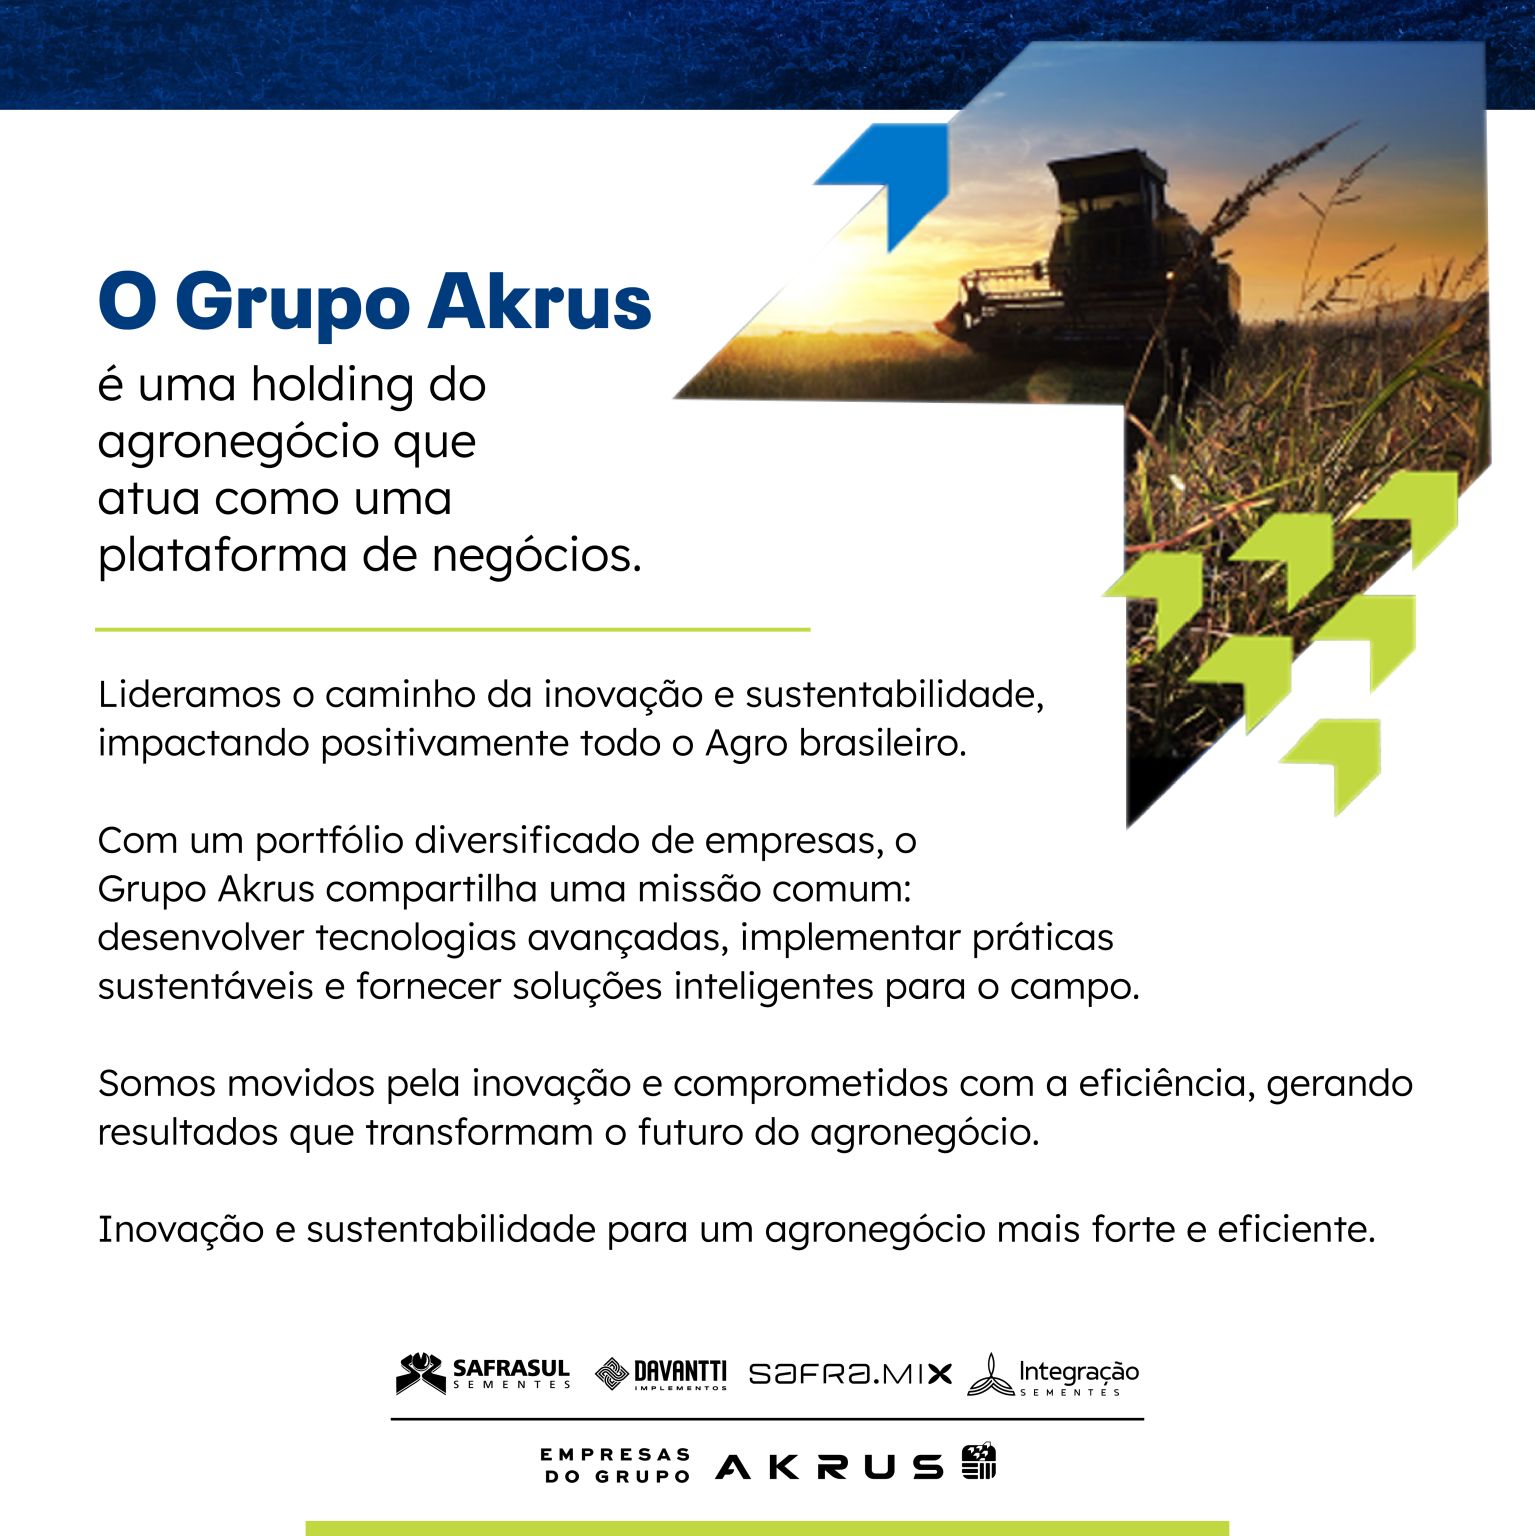 O Grupo Akrus
é uma holding do
agronegócio que
atua como uma
plataforma de negócios.
Lideramos o caminho da inovação e sustentabilidade,
impactando positivamente todo o Agro brasileiro.
Com um portfólio diversificado de empresas, o
Grupo Akrus compartilha uma missão comum:
desenvolver tecnologias avançadas, implementar práticas
sustentáveis e fornecer soluções inteligentes para o campo.
Somos movidos pela inovação e comprometidos com a eficiência, gerando
resultados que transformam o futuro do agronegócio.
Inovação e sustentabilidade para um agronegócio mais forte e eficiente.
SAFRASUL
SEMENTES
DAVANTTI
IMPLEMENTOS
SAFRA.MIX
Integração
SEMENTES
EMPRESAS
DO GRUPO
AKRUS